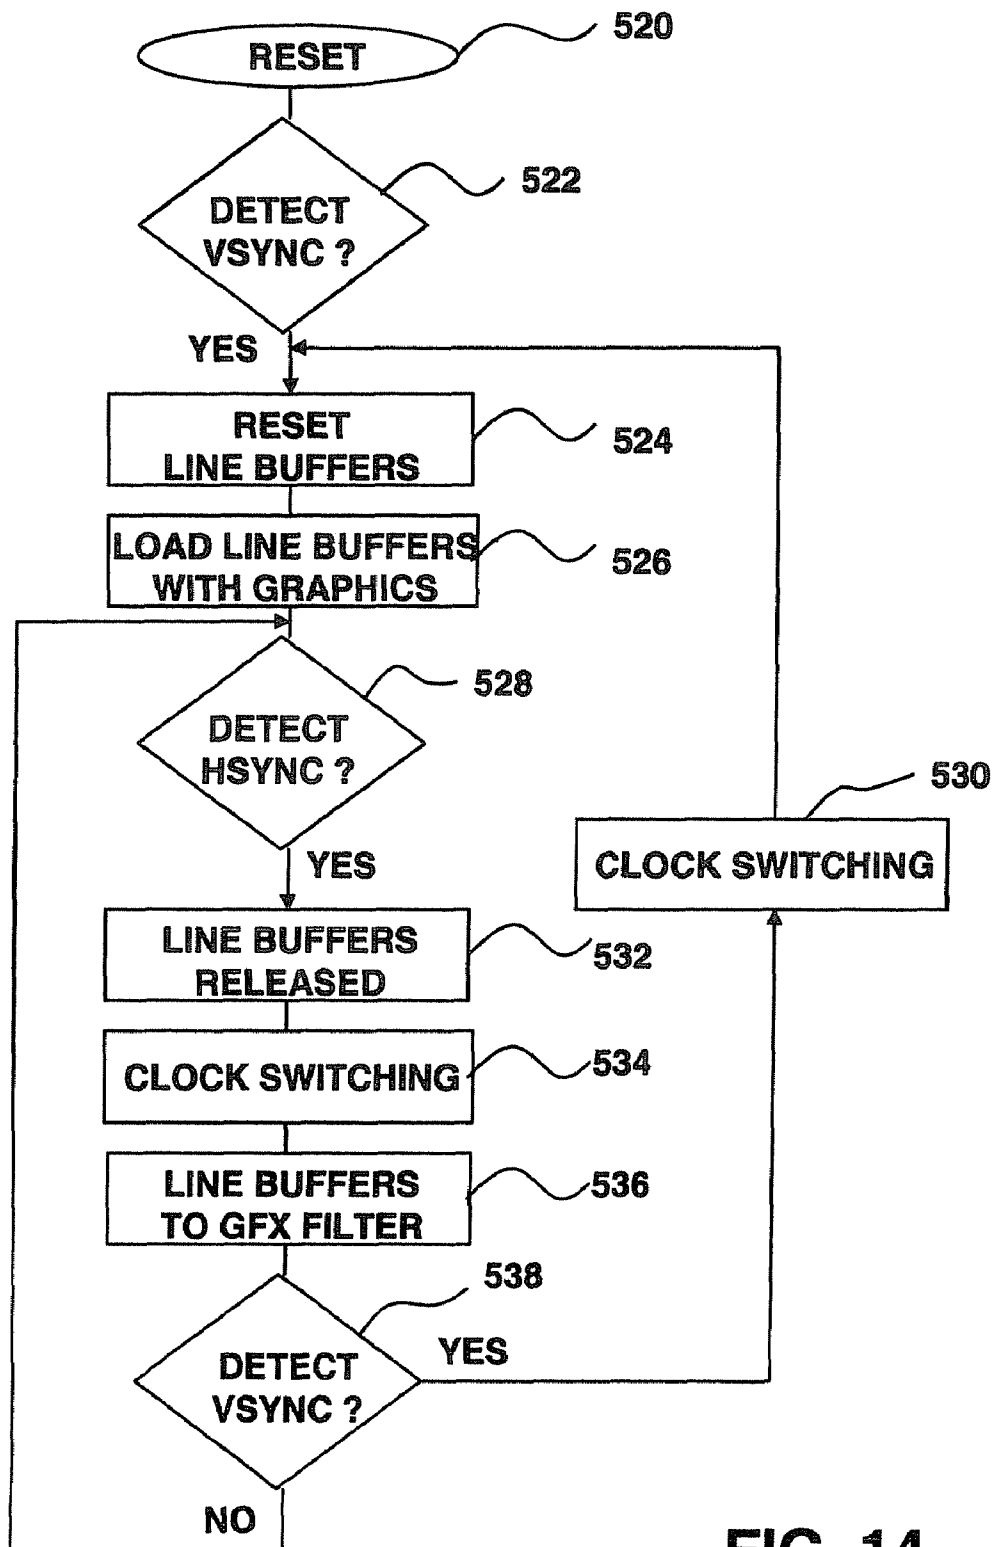 RESET
520
DETECT
VSYNC ?
522
YES
RESET
LINE BUFFERS
524
LOAD LINE BUFFERS
WITH GRAPHICS
526
DETECT
HSYNC ?
528
YES
CLOCK SWITCHING
530
LINE BUFFERS
RELEASED
532
CLOCK SWITCHING
534
LINE BUFFERS
TO GFX FILTER
536
DETECT
VSYNC ?
538
YES
NO
FIG. 14